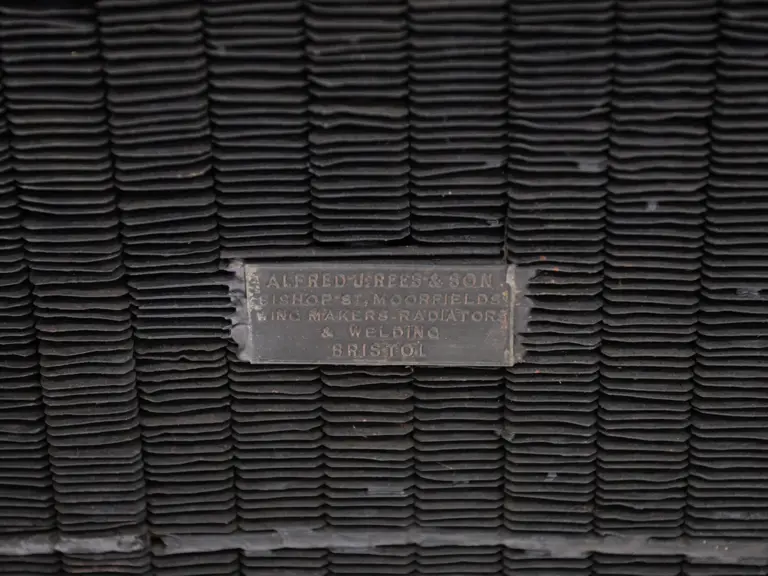 ALFRED J. REES & SON
BISHOP ST, MOORFIELDS
WING MAKERS-RADIATORS
& WELDING
BRISTOL